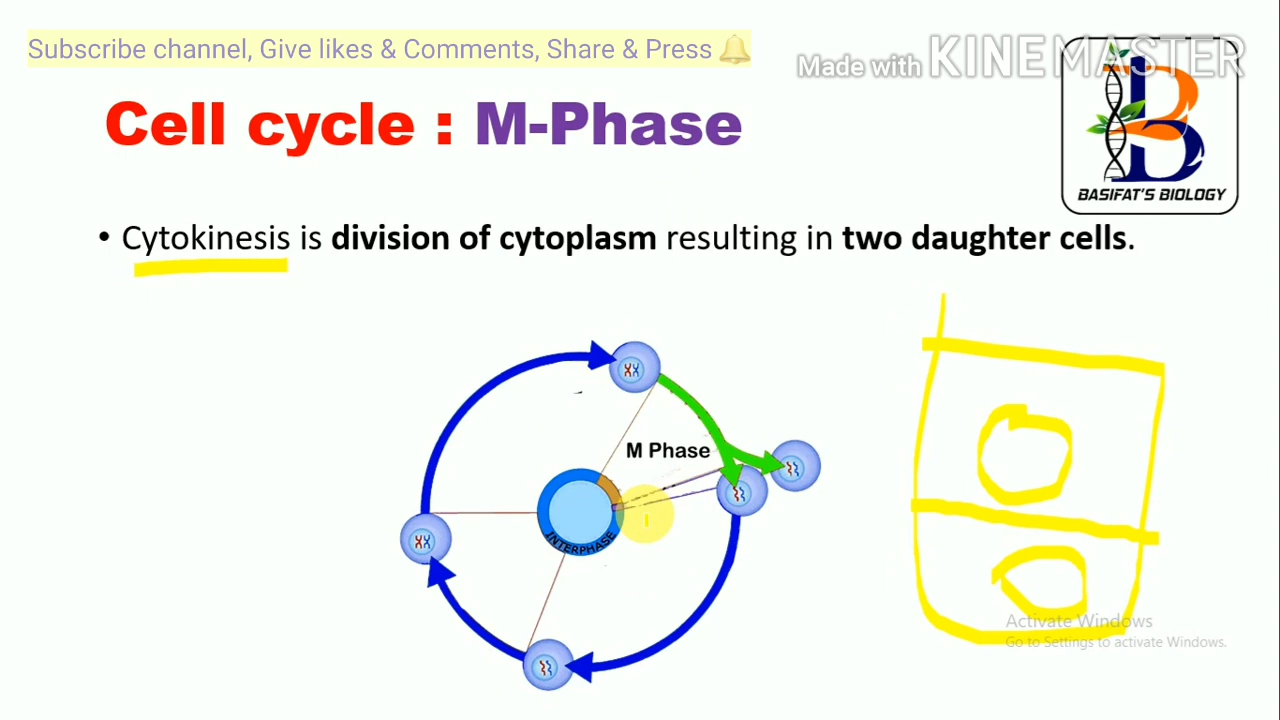 Subscribe channel, Give likes & Comments, Share & Press 🔔
Made with KINEMASTER
Cell cycle : M-Phase
B
BASIFAT'S BIOLOGY
• Cytokinesis is division of cytoplasm resulting in two daughter cells.
M Phase
INTERPHASE
Activate Windows
Go to Settings to activate Windows.